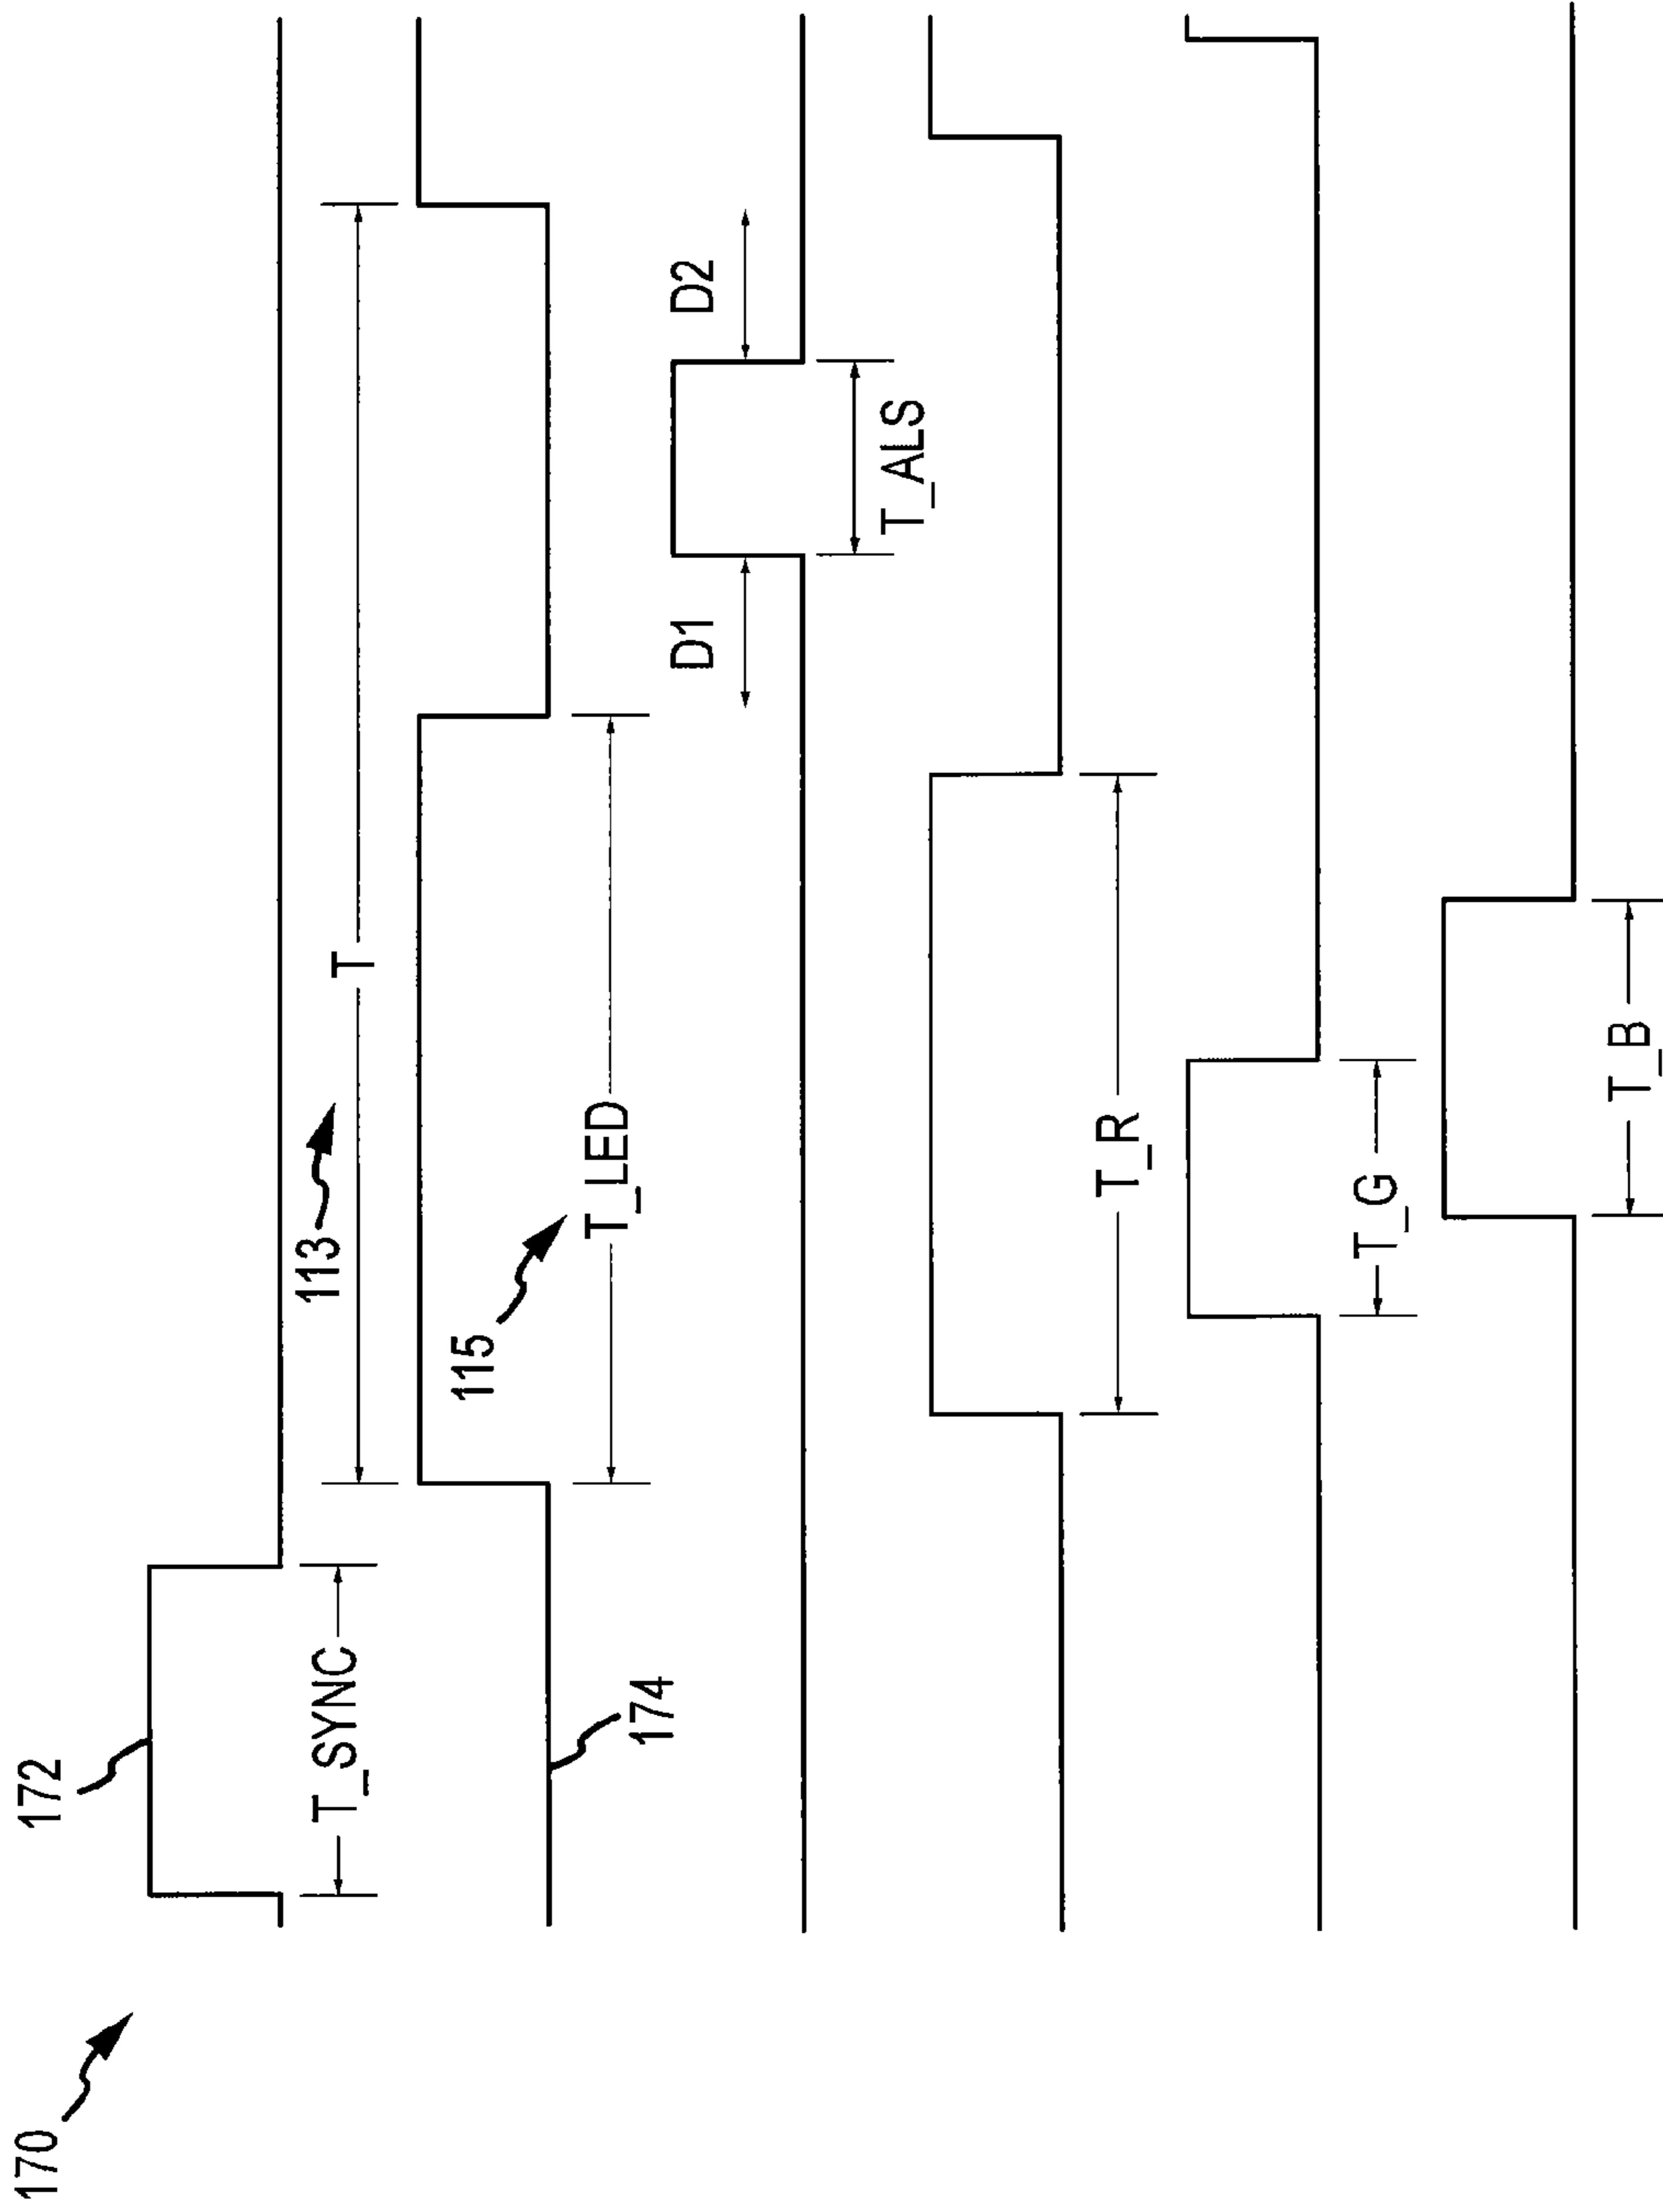 170
172
T_SYNC
174
113
T
115
T_LED
D1
D2
T_ALS
T_R
T_G
T_B